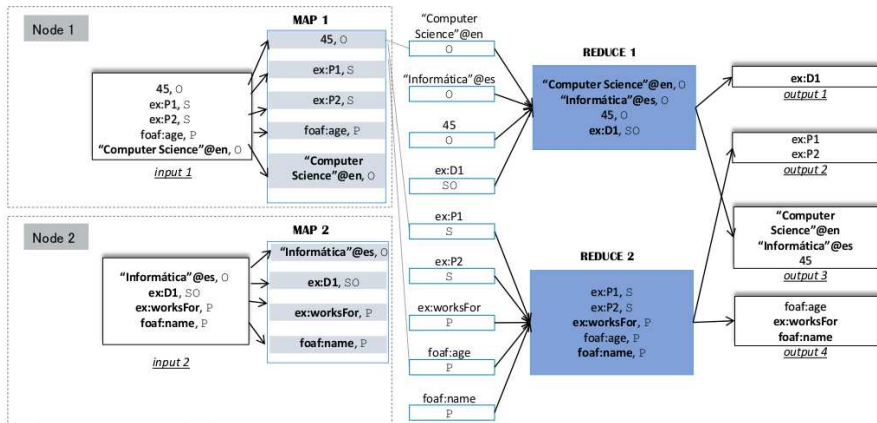 Node 1
input 1
45, O
ex:P1, S
ex:P2, S
foaf:age, P
"Computer Science"@en, O
MAP 1
45, O
ex:P1, S
ex:P2, S
foaf:age, P
"Computer
Science"@en, O
Node 2
"Informática"@es, O
ex:D1, SO
ex:worksFor, P
foaf:name, P
input 2
MAP 2
"Informática"@es, O
ex:D1, SO
ex:worksFor, P
foaf:name, P
"Computer
Science"@en
O
"Informática"@es
O
45
O
ex:D1
SO
ex:P1
S
ex:P2
S
ex:worksFor
P
foaf:age
P
foaf:name
P
REDUCE 1
"Computer Science"@en, O
"Informática"@es, O
45, O
ex:D1, SO
REDUCE 2
ex:P1, S
ex:P2, S
ex:worksFor, P
foaf:age, P
foaf:name, P
ex:D1
output 1
ex:P1
ex:P2
output 2
"Computer
Science"@en
"Informática"@es
45
output 3
foaf:age
ex:worksFor
foaf:name
output 4